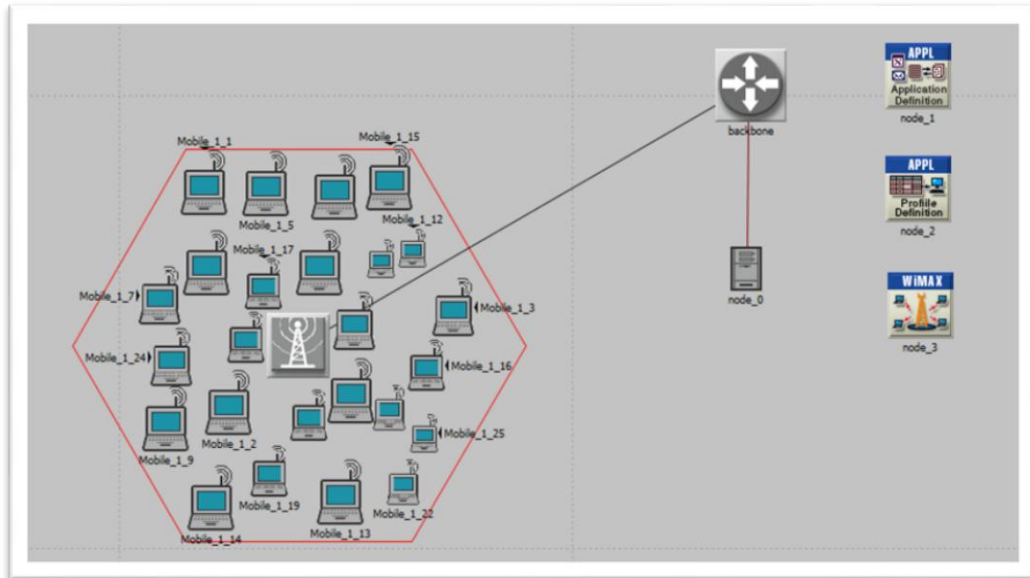 APPL
Application
Definition
node_1
backbone
Mobile_1_15
Mobile_1_1
APPL
Profile
Definition
node_2
Mobile_1_12
Mobile_1_5
Mobile_1_17
WiMAX
node_0
Mobile_1_7
Mobile_1_3
node_3
Mobile_1_24
Mobile_1_16
Mobile_1_25
Mobile_1_2
Mobile_1_9
Mobile_1_19
Mobile_1_22
Mobile_1_13
Mobile_1_14